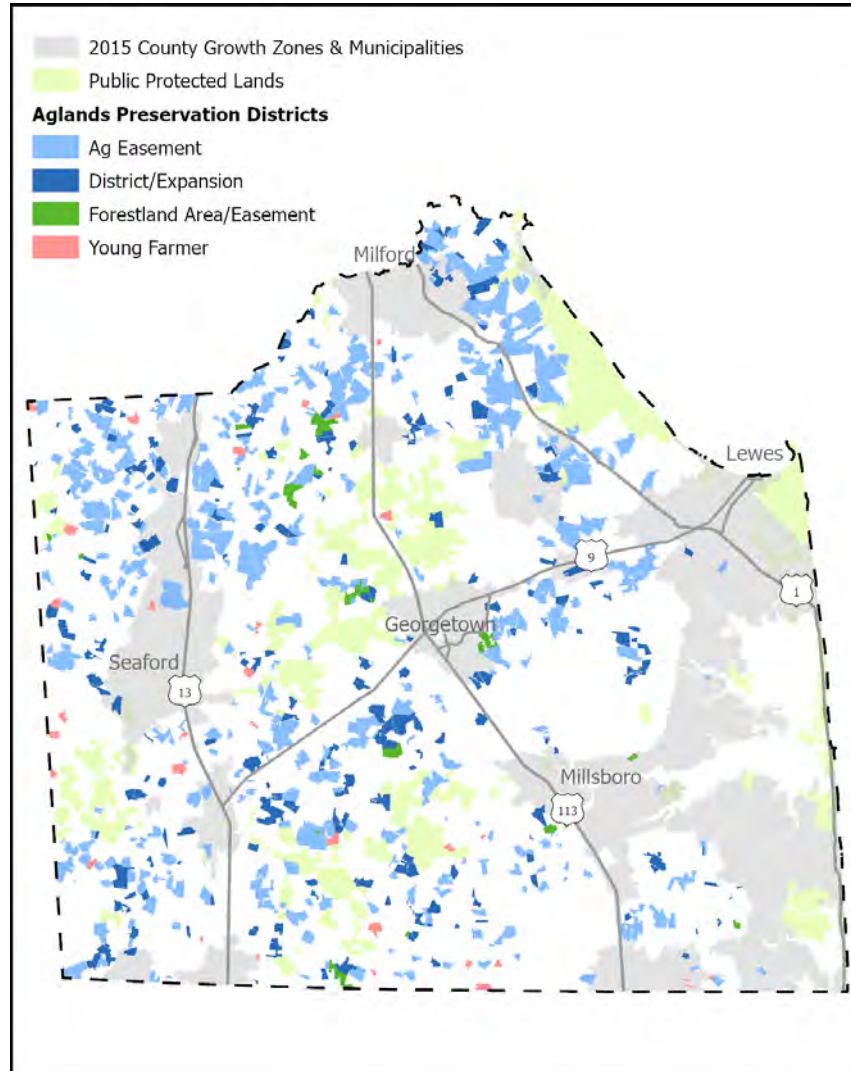 2015 County Growth Zones & Municipalities
Public Protected Lands
Aglands Preservation Districts
Ag Easement
District/Expansion
Forestland Area/Easement
Young Farmer
Milford
Lewes
9
1
Georgetown
Seaford
13
Millsboro
113